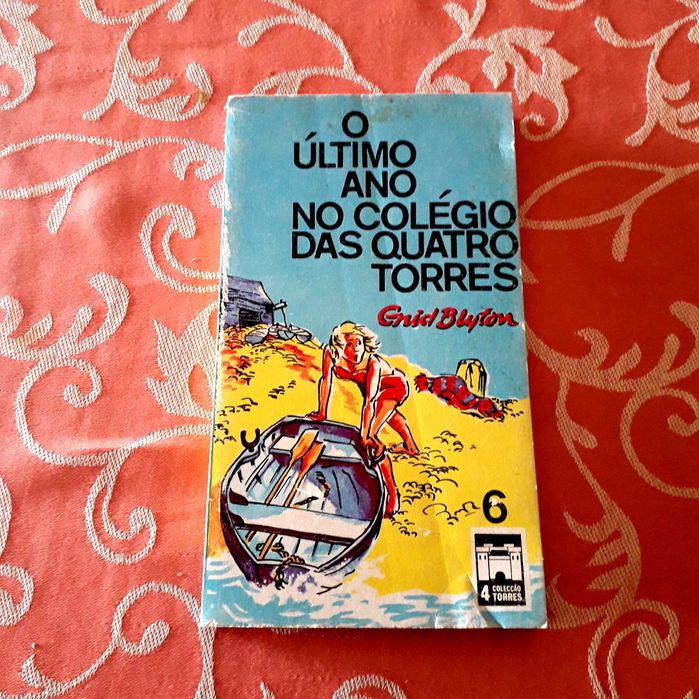 O
ÚLTIMO
ANO
NO COLÉGIO
DAS QUATRO
TORRES
Enid Blyton
6
4 COLECÇÃO
TORRES